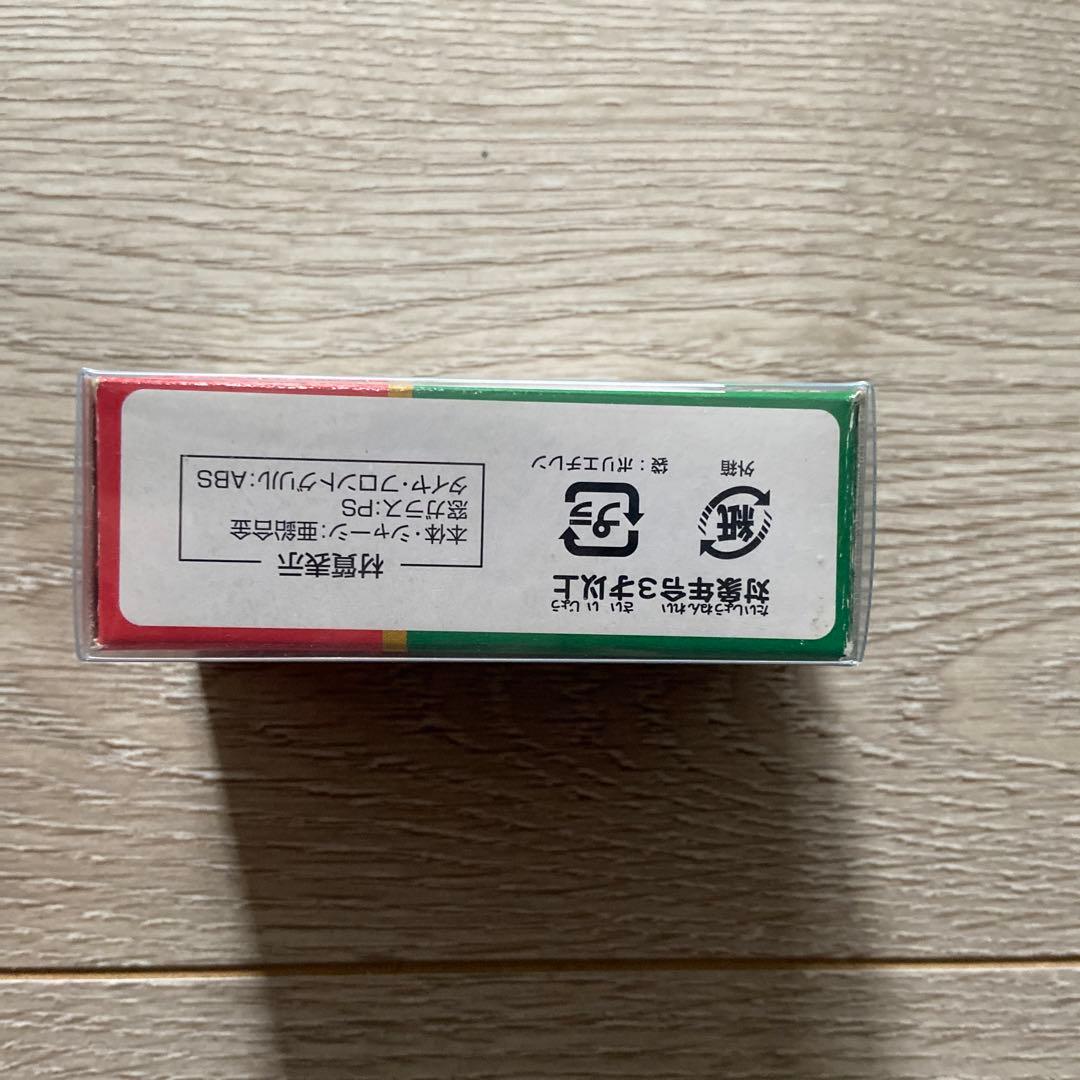 たいしょうねんれい さい いじょう
対象年令3才以上
紙
プラ
外箱
袋：ポリエチレン
材質表示
本体・シャーシ：亜鉛合金
窓ガラス：PS
タイヤ・フロントグリル：ABS